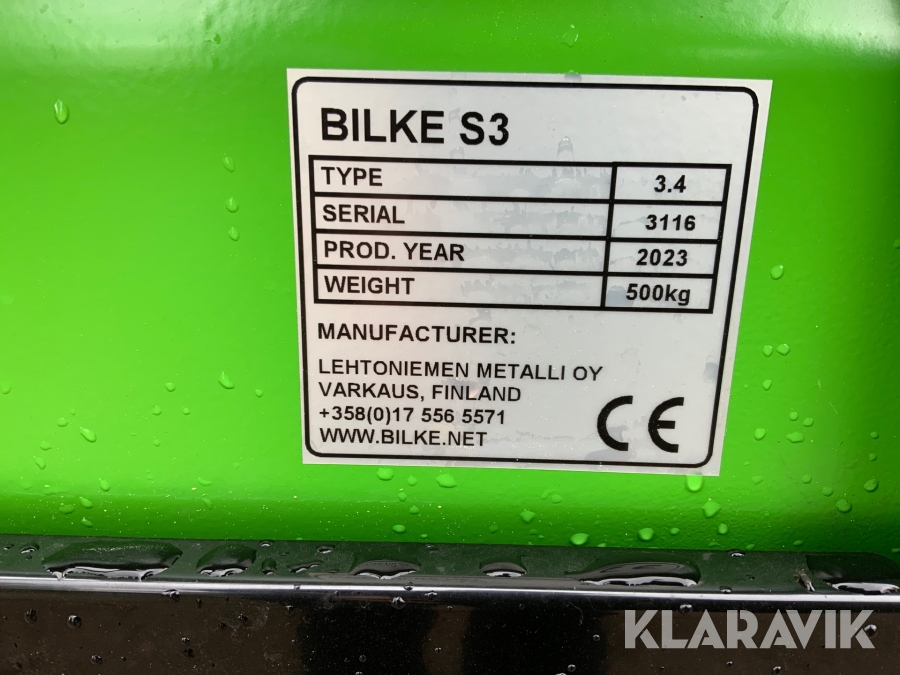 BILKE S3
TYPE 3.4
SERIAL 3116
PROD. YEAR 2023
WEIGHT 500kg
MANUFACTURER:
LEHTONIEMEN METALLI OY
VARKAUS, FINLAND
+358(0)17 556 5571
WWW.BILKE.NET
CE
KLARAVIK